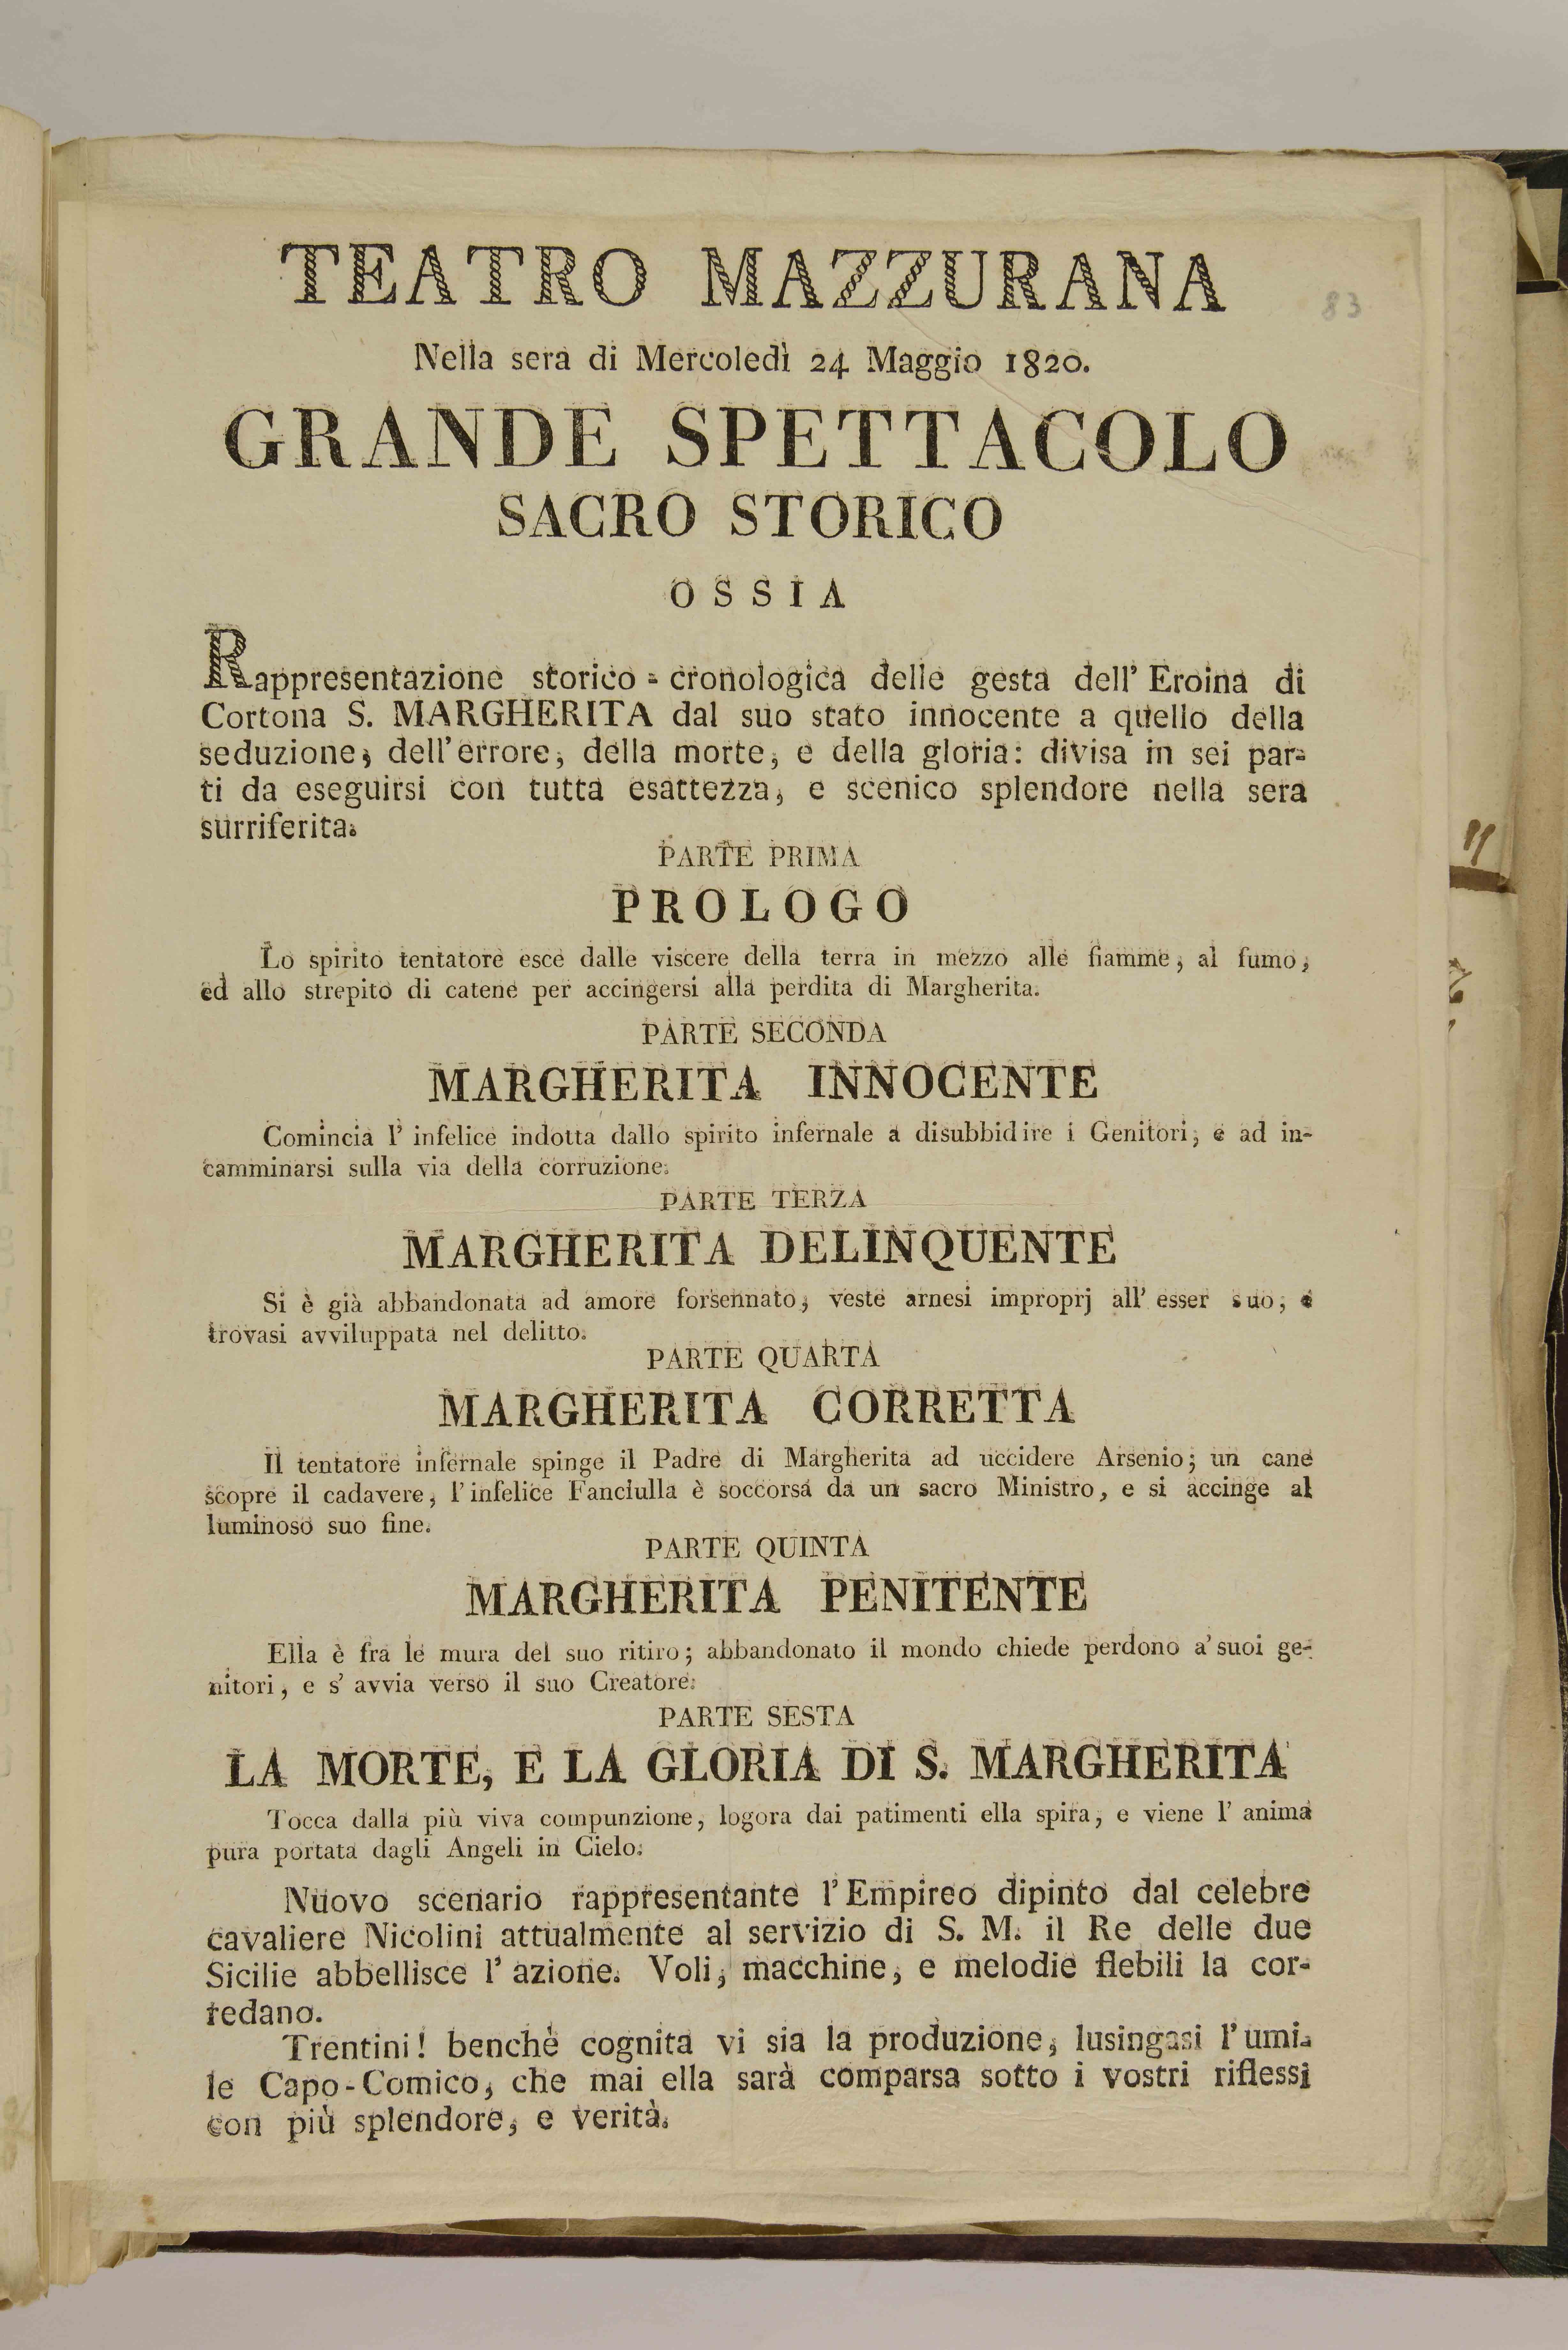 TEATRO MAZZURANA
83
Nella sera di Mercoledì 24 Maggio 1820.
GRANDE SPETTACOLO
SACRO STORICO
OSSIA
Rappresentazione storico-cronologica delle gesta dell' Eroina di
Cortona S. MARGHERITA dal suo stato innocente a quello della
seduzione, dell'errore, della morte, e della gloria: divisa in sei par-
ti da eseguirsi con tutta esattezza, e scenico splendore nella sera
surriferita.
PARTE PRIMA
PROLOGO
Lo spirito tentatore esce dalle viscere della terra in mezzo alle fiamme, al fumo,
ed allo strepito di catene per accingersi alla perdita di Margherita.
PARTE SECONDA
MARGHERITA INNOCENTE
Comincia l' infelice indotta dallo spirito infernale a disubbidire i Genitori, e ad in-
camminarsi sulla via della corruzione.
PARTE TERZA
MARGHERITA DELINQUENTE
Si è già abbandonata ad amore forsennato, veste arnesi improprj all' esser suo, e
trovasi avviluppata nel delitto.
PARTE QUARTA
MARGHERITA CORRETTA
Il tentatore infernale spinge il Padre di Margherita ad uccidere Arsenio; un cane
scopre il cadavere, l'infelice Fanciulla è soccorsa da un sacro Ministro, e si accinge al
luminoso suo fine.
PARTE QUINTA
MARGHERITA PENITENTE
Ella è fra le mura del suo ritiro; abbandonato il mondo chiede perdono a' suoi ge-
nitori, e s' avvia verso il suo Creatore.
PARTE SESTA
LA MORTE, E LA GLORIA DI S. MARGHERITA
Tocca dalla più viva compunzione, logora dai patimenti ella spira, e viene l' anima
pura portata dagli Angeli in Cielo.
Nuovo scenario rappresentante l'Empireo dipinto dal celebre
cavaliere Nicolini attualmente al servizio di S. M. il Re delle due
Sicilie abbellisce l' azione. Voli, macchine, e melodie flebili la cor-
redano.
Trentini! benchè cognita vi sia la produzione, lusingasi l'umi-
le Capo-Comico, che mai ella sarà comparsa sotto i vostri riflessi
con più splendore, e verità.